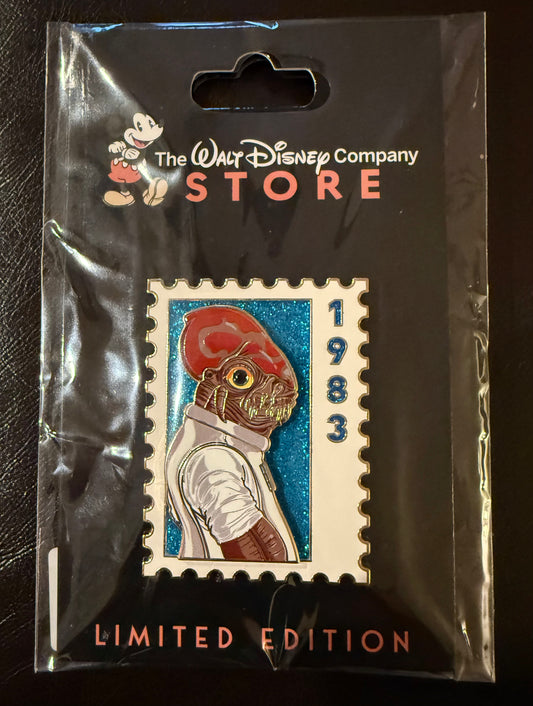 The Walt Disney Company
STORE
1983
LIMITED EDITION